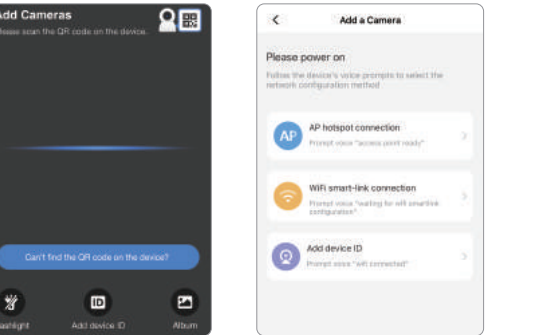 Add Cameras
Please scan the QR code on the device.
Can't find the QR code on the device?
Flashlight
Add device ID
Album
Add a Camera
Please power on
Follow the device's voice prompts to select the
network configuration method
AP
AP hotspot connection
Prompt voice "access point ready"
WiFi smart-link connection
Prompt voice "waiting for wifi smartlink
configuration"
Add device ID
Prompt voice "wifi connected"
ID